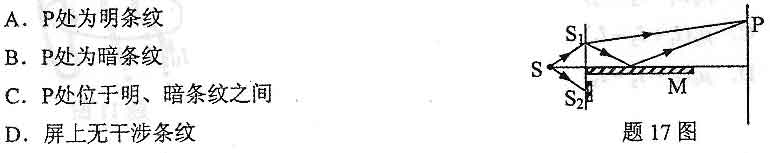 A. P处为明条纹
B. P处为暗条纹
C. P处位于明、暗条纹之间
D. 屏上无干涉条纹
S₁
P
S
M
S₂
题 17 图